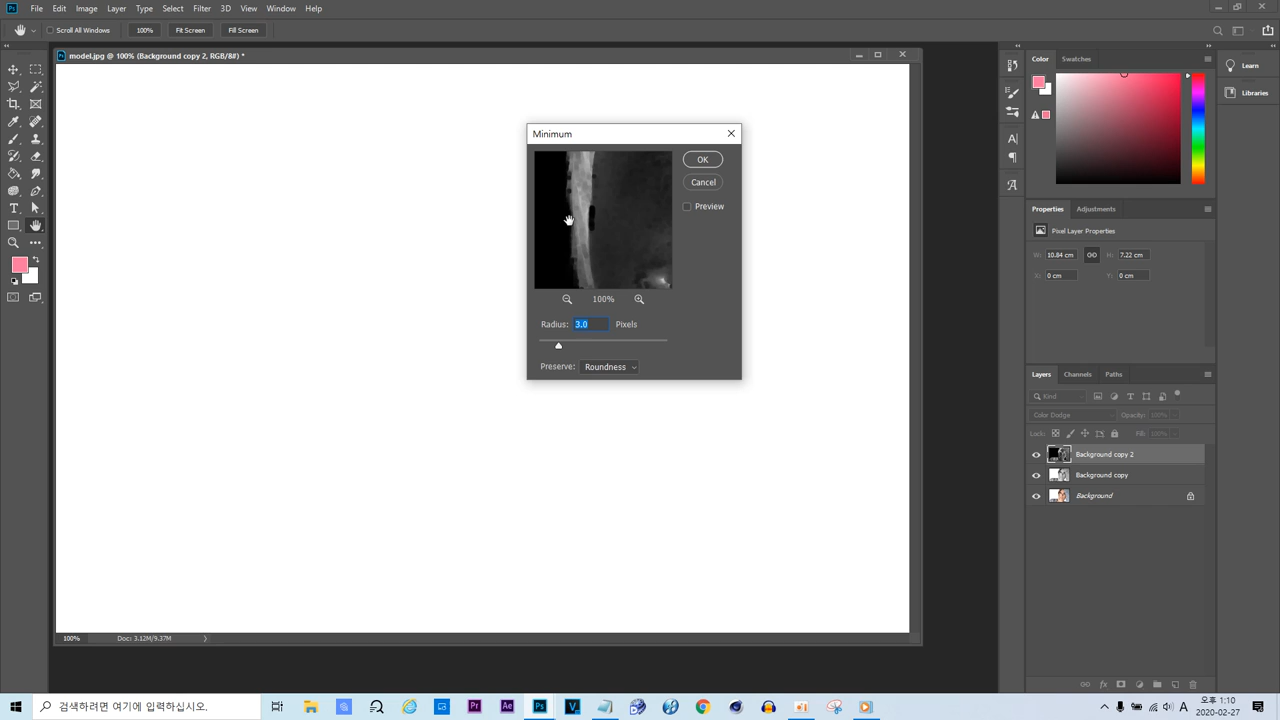 File Edit Image Layer Type Select Filter 3D View Window Help
Scroll All Windows 100% Fit Screen Fill Screen
model.jpg @ 100% (Background copy 2, RGB/8#) *
Minimum
OK
Cancel
Preview
100%
Radius: 3.0 Pixels
Preserve: Roundness
Color Swatches
Learn
Libraries
Properties Adjustments
Pixel Layer Properties
W: 10.84 cm H: 7.22 cm
X: 0 cm Y: 0 cm
Layers Channels Paths
Kind
Color Dodge Opacity: 100%
Lock: Fill: 100%
Background copy 2
Background copy
Background
100% Doc: 3.12M/9.37M
검색하려면 여기에 입력하십시오.
오후 1:10
2020-02-27